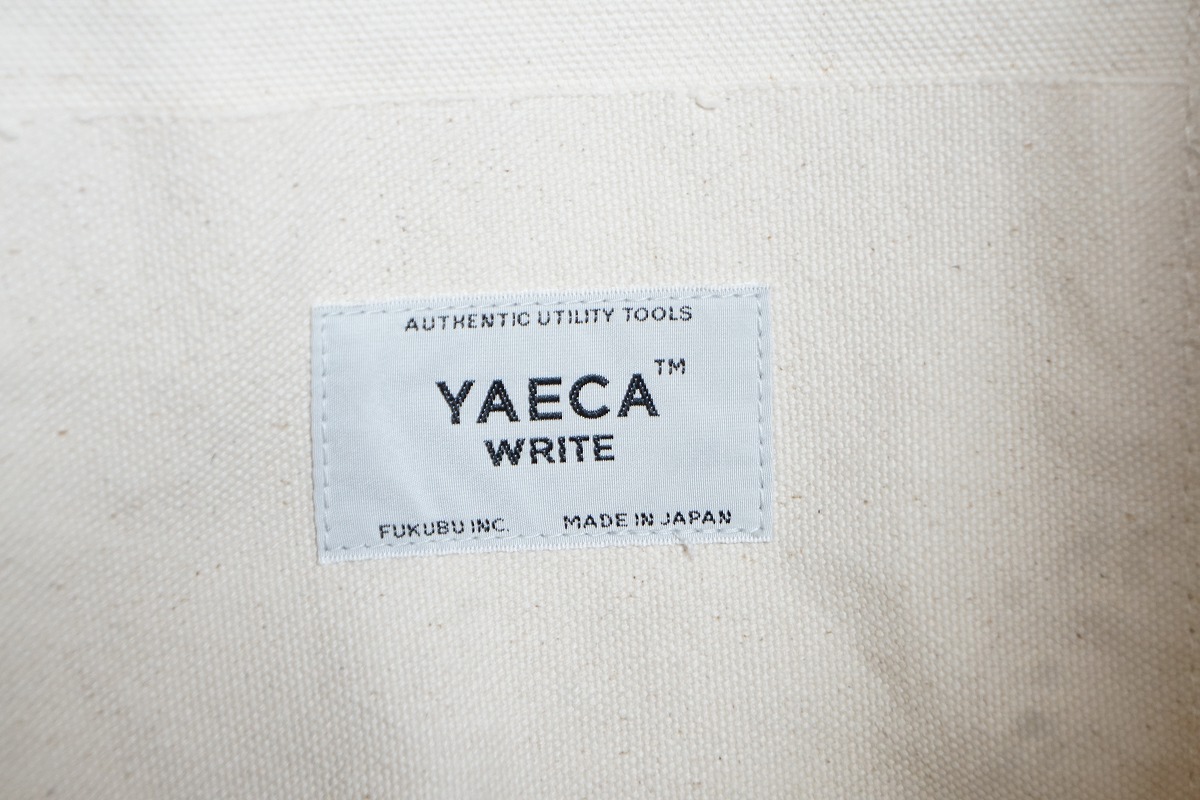 AUTHENTIC UTILITY TOOLS
YAECA™
WRITE
FUKUBU INC. MADE IN JAPAN